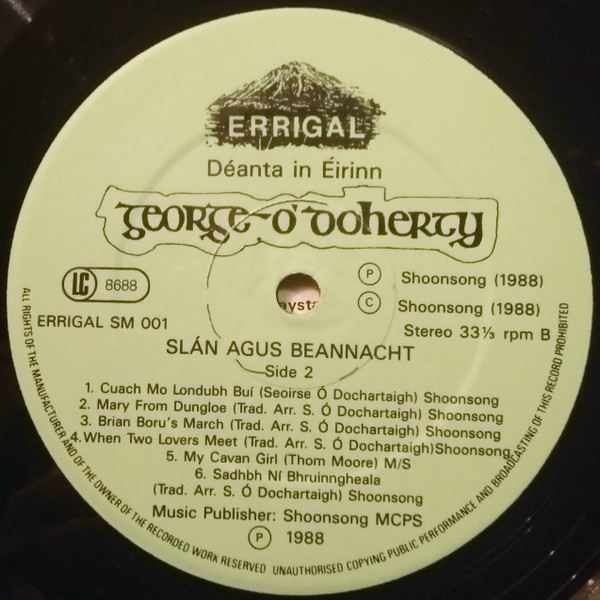 ERRIGAL
Déanta in Éirinn
George O'Doherty
LC 8688
Ⓟ Shoonsong (1988)
Ⓒ Shoonsong (1988)
ERRIGAL SM 001
Stereo 33⅓ rpm B
SLÁN AGUS BEANNACHT
Side 2
1. Cuach Mo Londubh Buí (Seoirse Ó Dochartaigh) Shoonsong
2. Mary From Dungloe (Trad. Arr. S. Ó Dochartaigh) Shoonsong
3. Brian Boru's March (Trad. Arr. S. Ó Dochartaigh) Shoonsong
4. When Two Lovers Meet (Trad. Arr. S. Ó Dochartaigh)Shoonsong
5. My Cavan Girl (Thom Moore) M/S
6. Sadhbh Ní Bhruinngheala
(Trad. Arr. S. Ó Dochartaigh) Shoonsong
Music Publisher: Shoonsong MCPS
Ⓟ 1988
ALL RIGHTS OF THE MANUFACTURER AND OF THE OWNER OF THE RECORDED WORK RESERVED UNAUTHORISED COPYING PUBLIC PERFORMANCE AND BROADCASTING OF THIS RECORD PROHIBITED